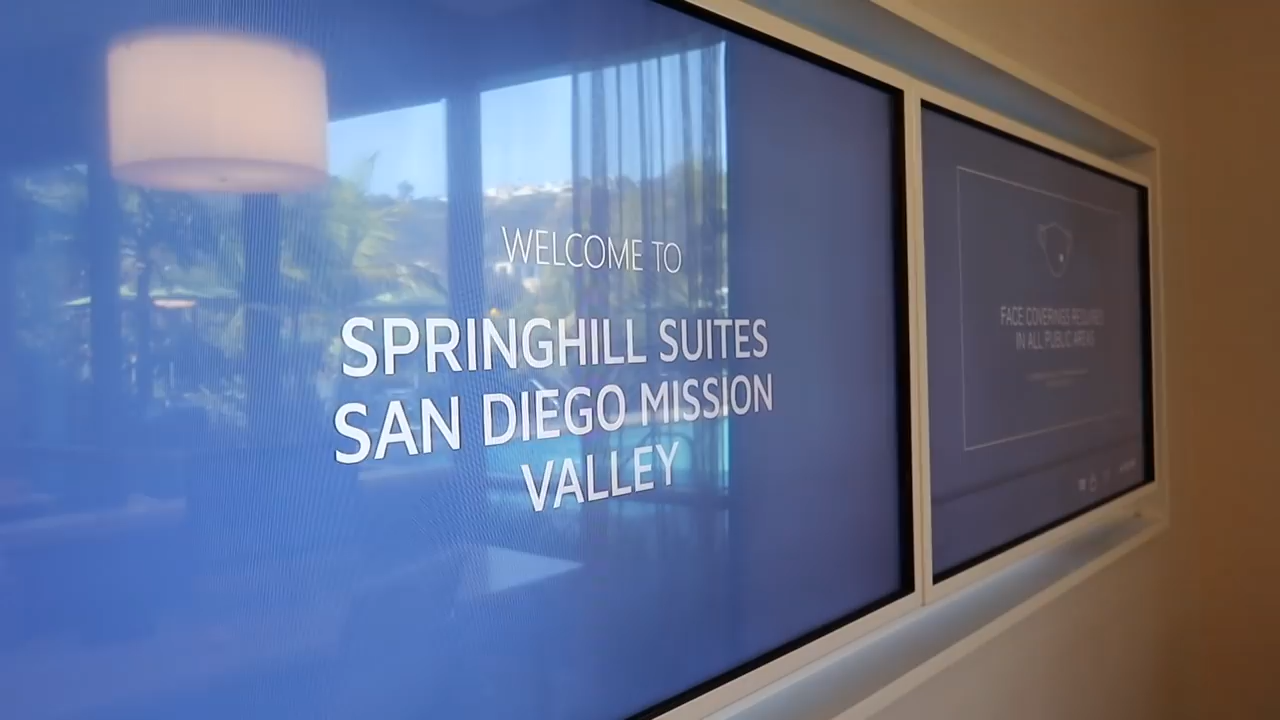 WELCOME TO
SPRINGHILL SUITES
SAN DIEGO MISSION
VALLEY
FACE COVERINGS REQUIRED
IN ALL PUBLIC AREAS